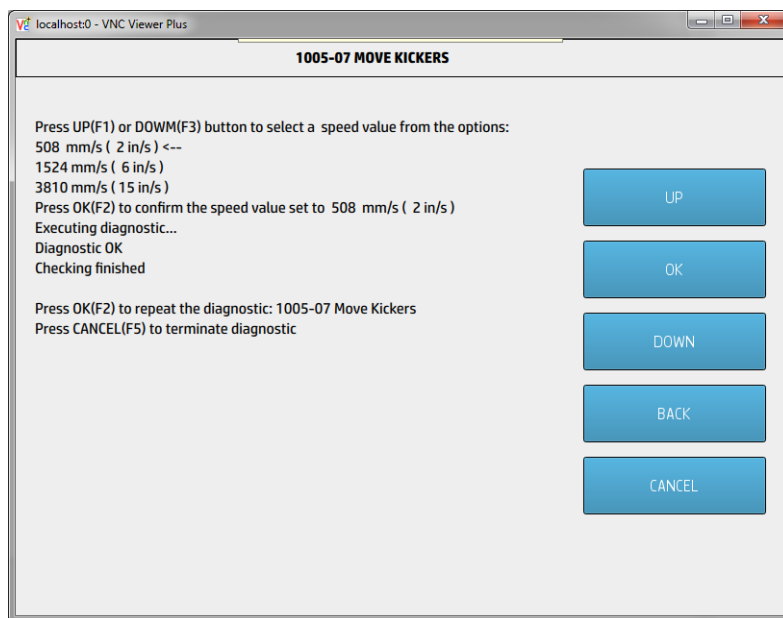 localhost:0 - VNC Viewer Plus
1005-07 MOVE KICKERS
Press UP(F1) or DOWM(F3) button to select a speed value from the options:
508 mm/s ( 2 in/s ) <--
1524 mm/s ( 6 in/s )
3810 mm/s ( 15 in/s )
Press OK(F2) to confirm the speed value set to 508 mm/s ( 2 in/s )
Executing diagnostic...
Diagnostic OK
Checking finished
Press OK(F2) to repeat the diagnostic: 1005-07 Move Kickers
Press CANCEL(F5) to terminate diagnostic
UP
OK
DOWN
BACK
CANCEL